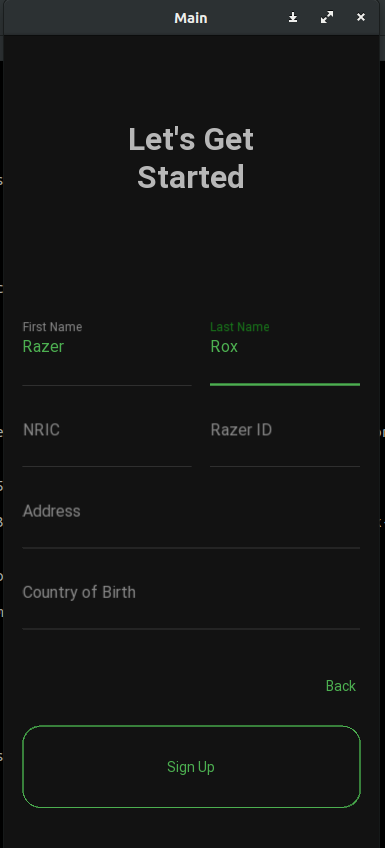 Main
Let's Get
Started
First Name Last Name
Razer Rox
NRIC Razer ID
Address
Country of Birth
Back
Sign Up